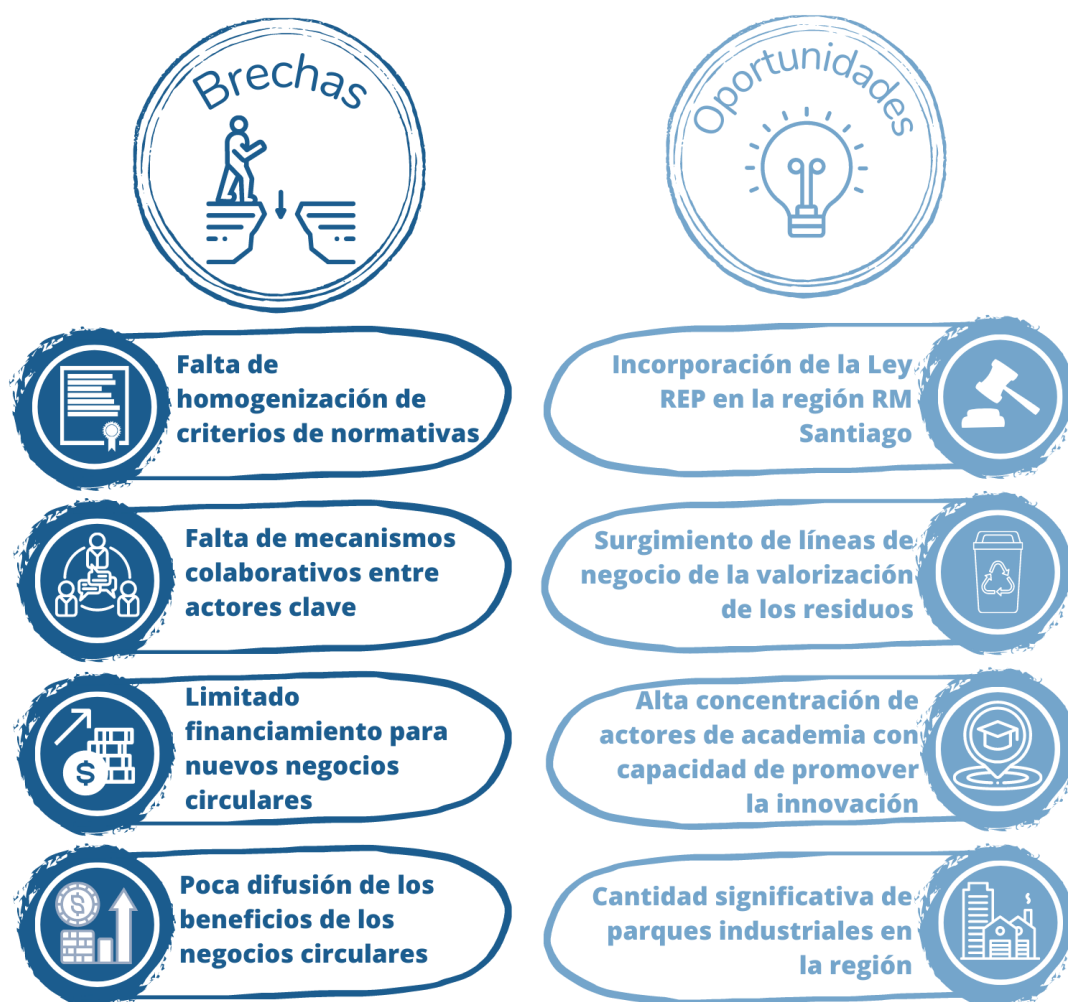 Brechas
Falta de
homogenización de
criterios de normativas
Falta de mecanismos
colaborativos entre
actores clave
Limitado
financiamiento para
nuevos negocios
circulares
Poca difusión de los
beneficios de los
negocios circulares
Oportunidades
Incorporación de la Ley
REP en la región RM
Santiago
Surgimiento de líneas de
negocio de la valorización
de los residuos
Alta concentración de
actores de academia con
capacidad de promover
la innovación
Cantidad significativa de
parques industriales en
la región